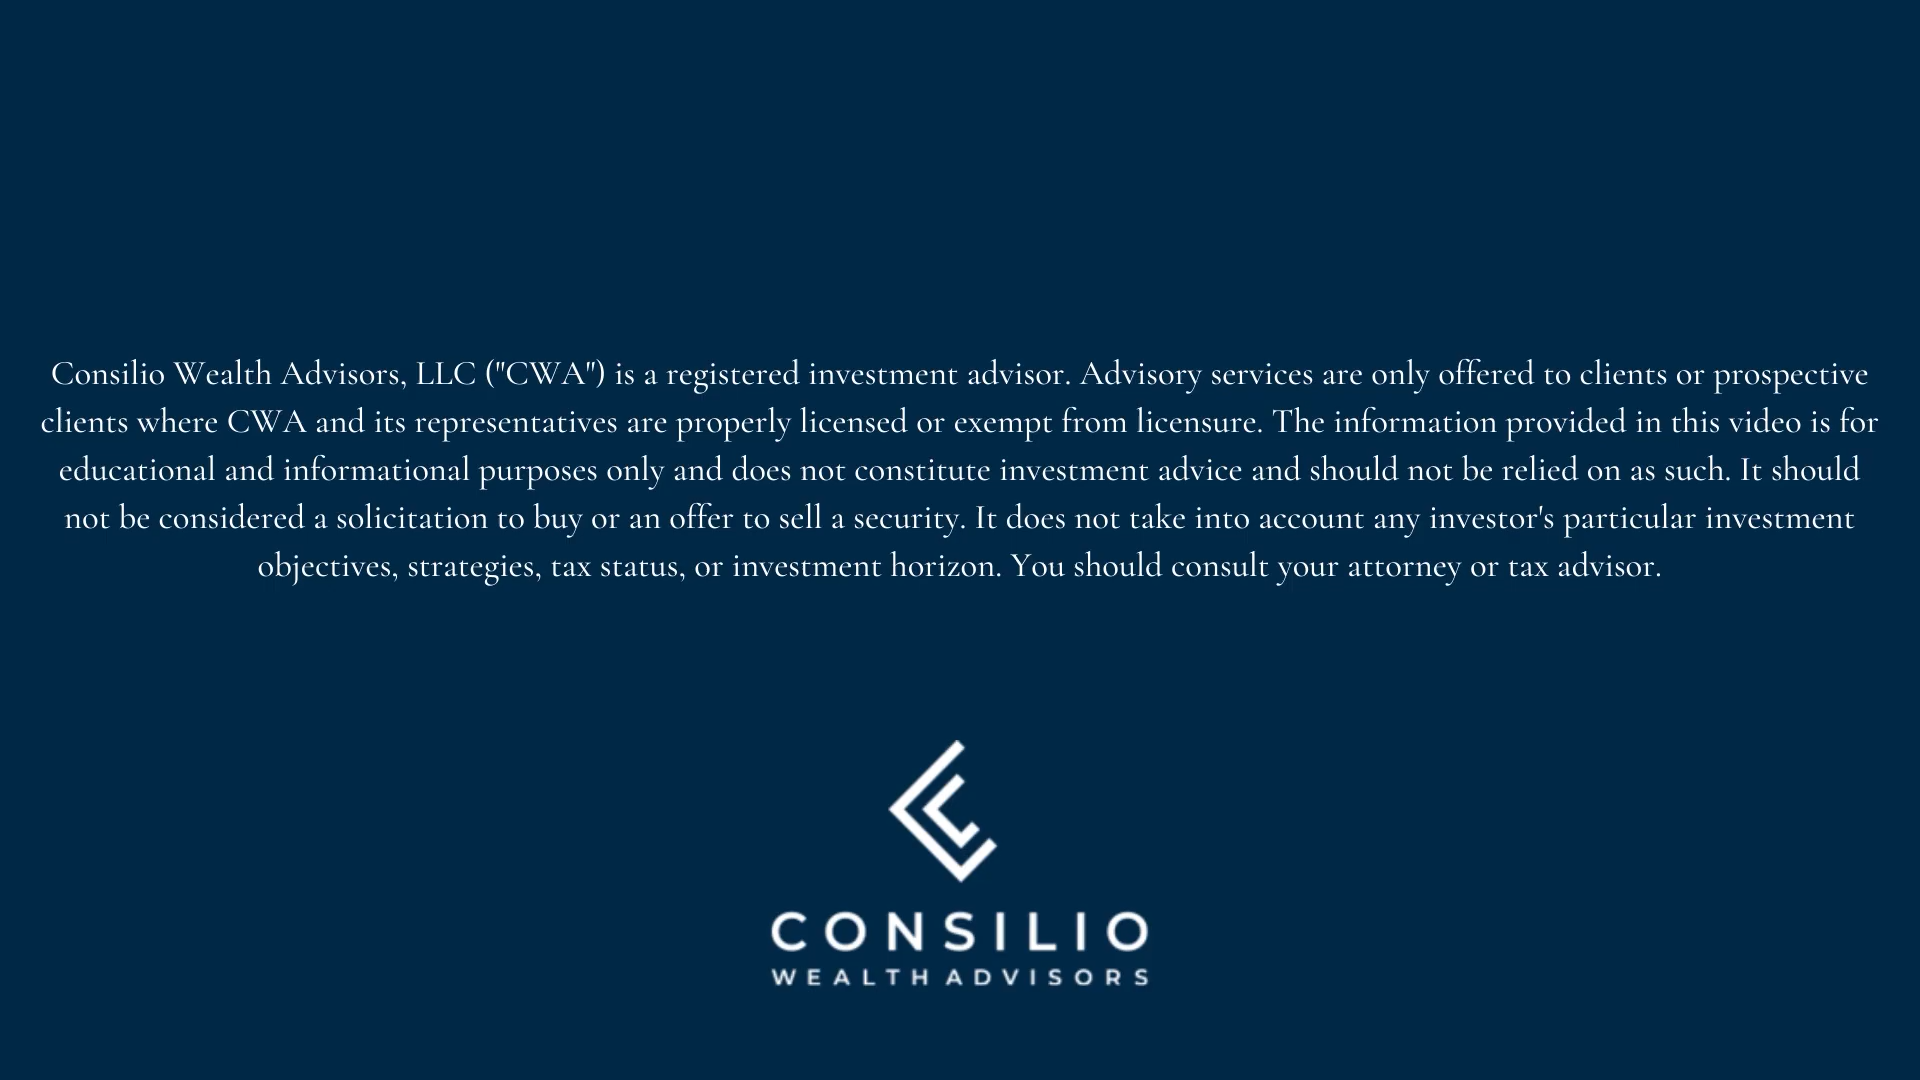 Consilio Wealth Advisors, LLC ("CWA") is a registered investment advisor. Advisory services are only offered to clients or prospective
clients where CWA and its representatives are properly licensed or exempt from licensure. The information provided in this video is for
educational and informational purposes only and does not constitute investment advice and should not be relied on as such. It should
not be considered a solicitation to buy or an offer to sell a security. It does not take into account any investor's particular investment
objectives, strategies, tax status, or investment horizon. You should consult your attorney or tax advisor.
CONSILIO
WEALTH ADVISORS